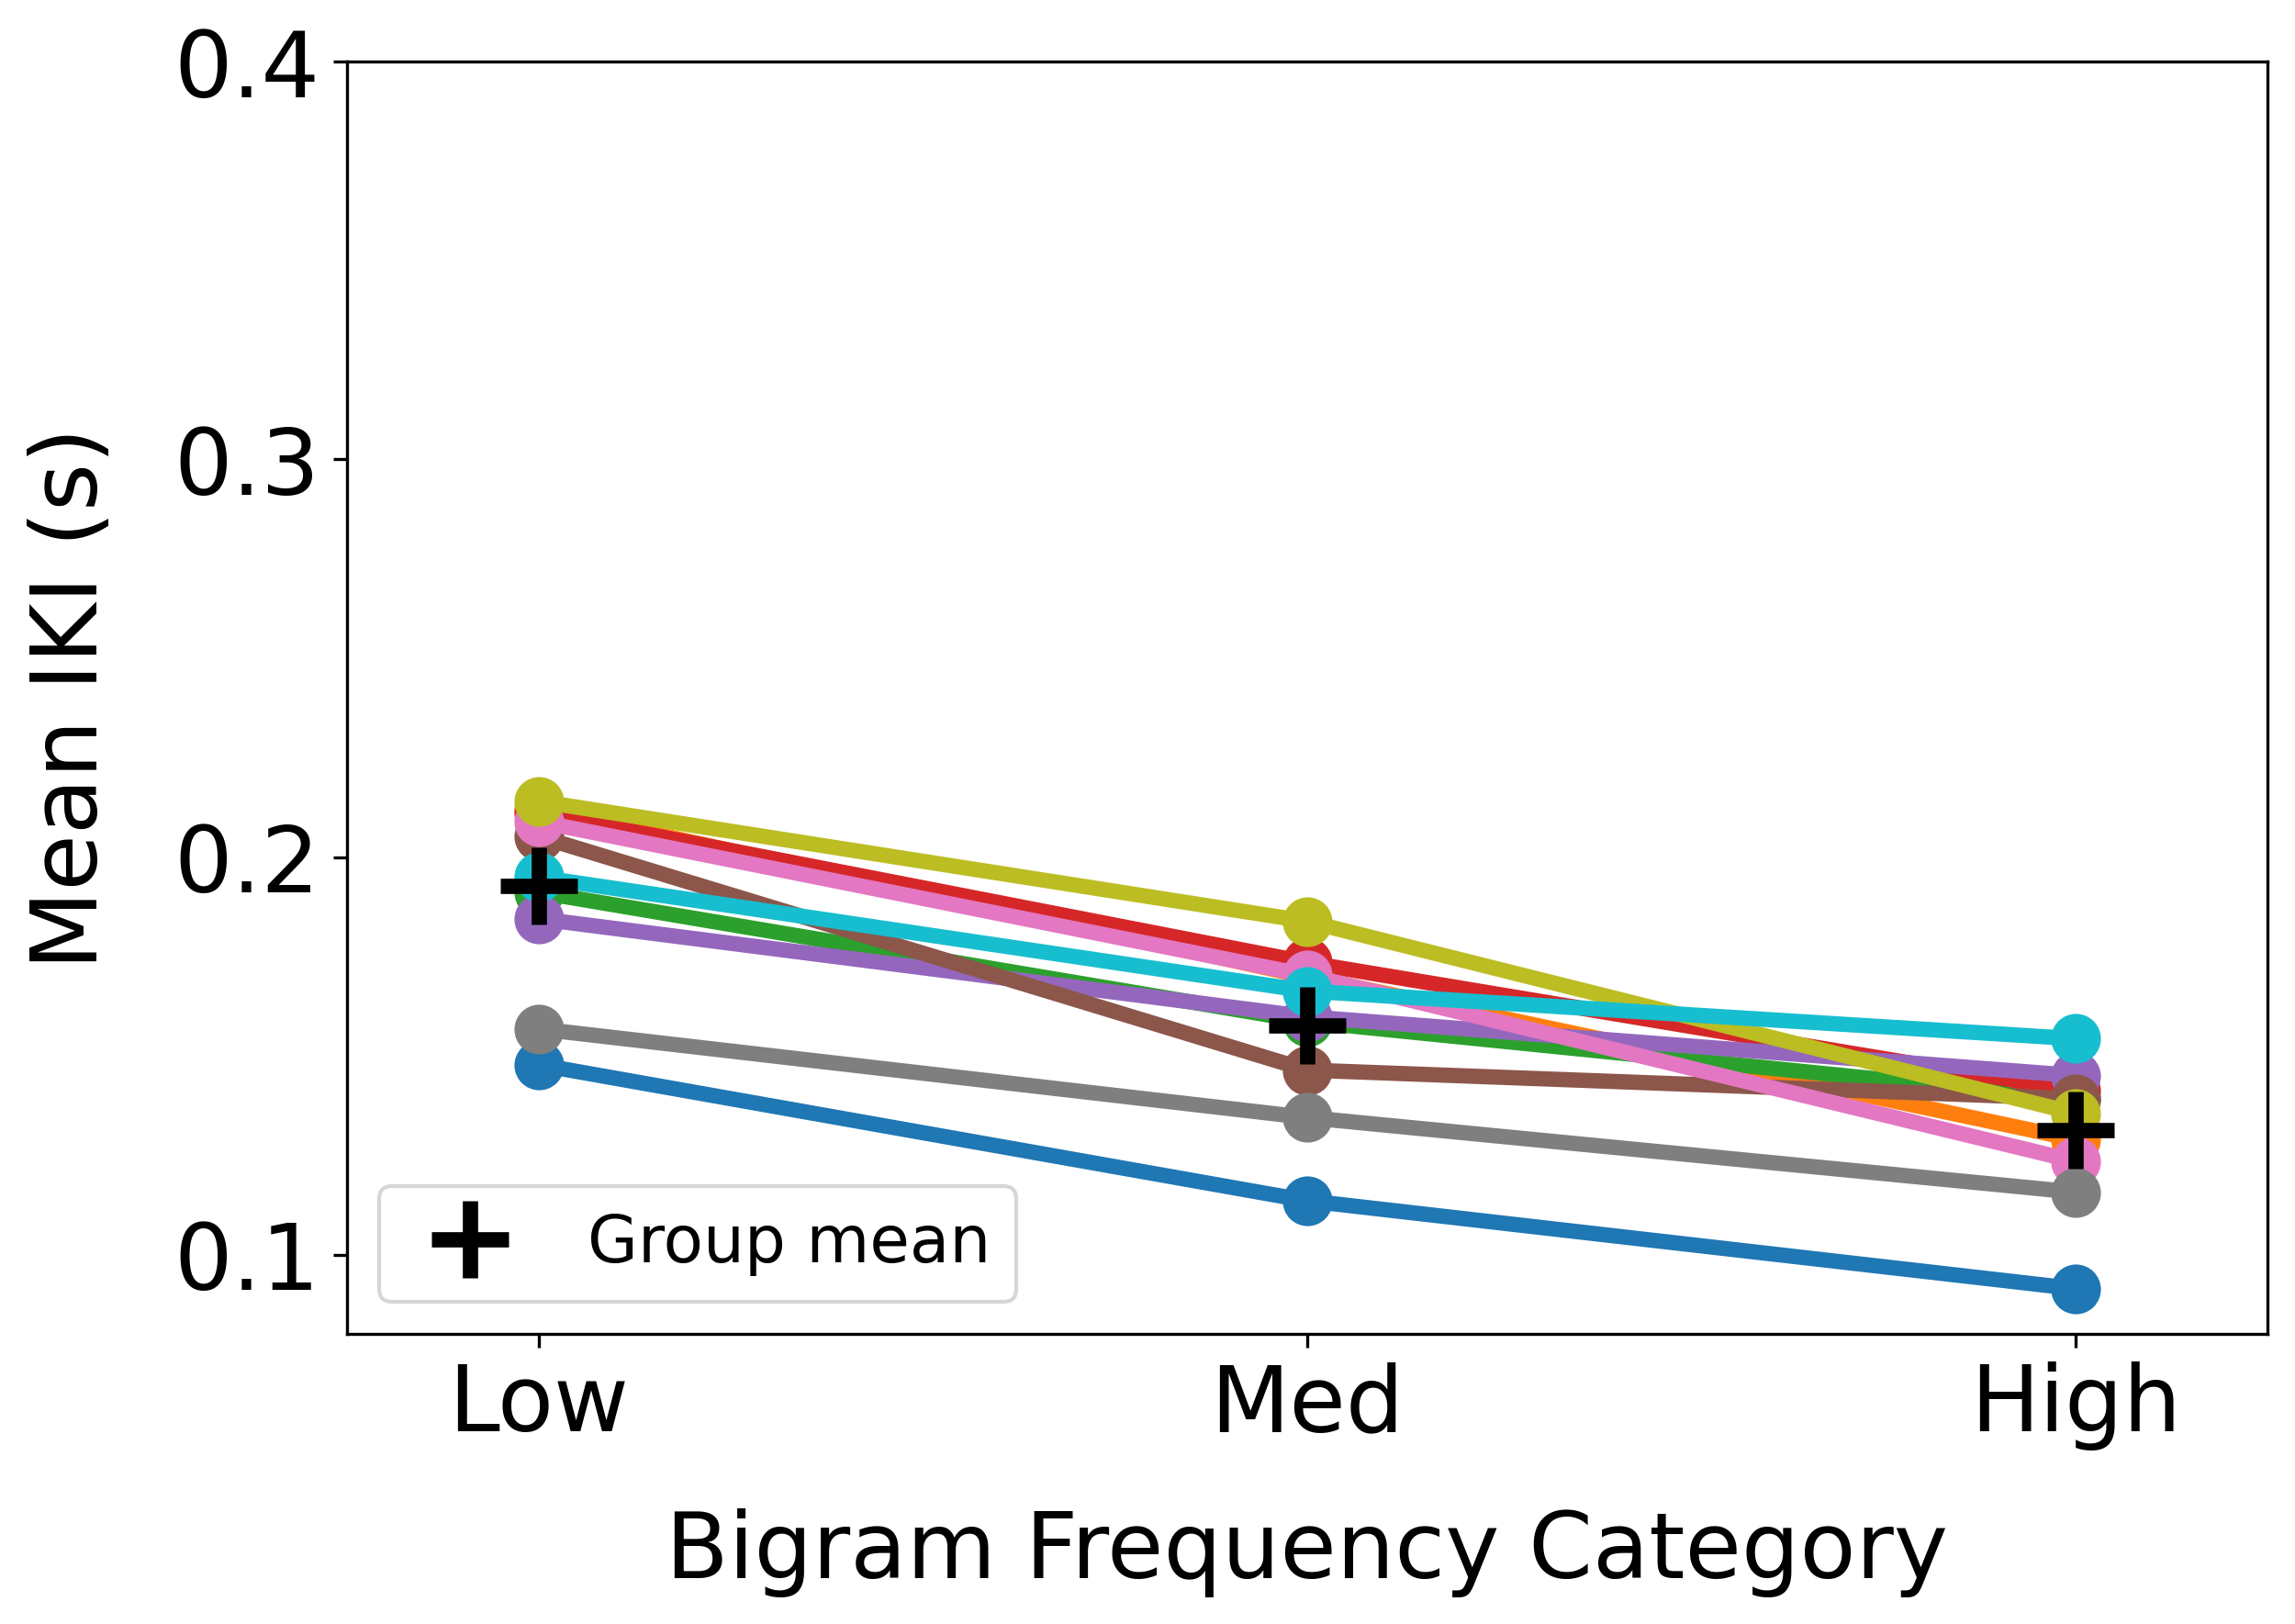 0.4
0.3
0.2
0.1
Mean IKI (s)
Group mean
Low
Med
High
Bigram Frequency Category